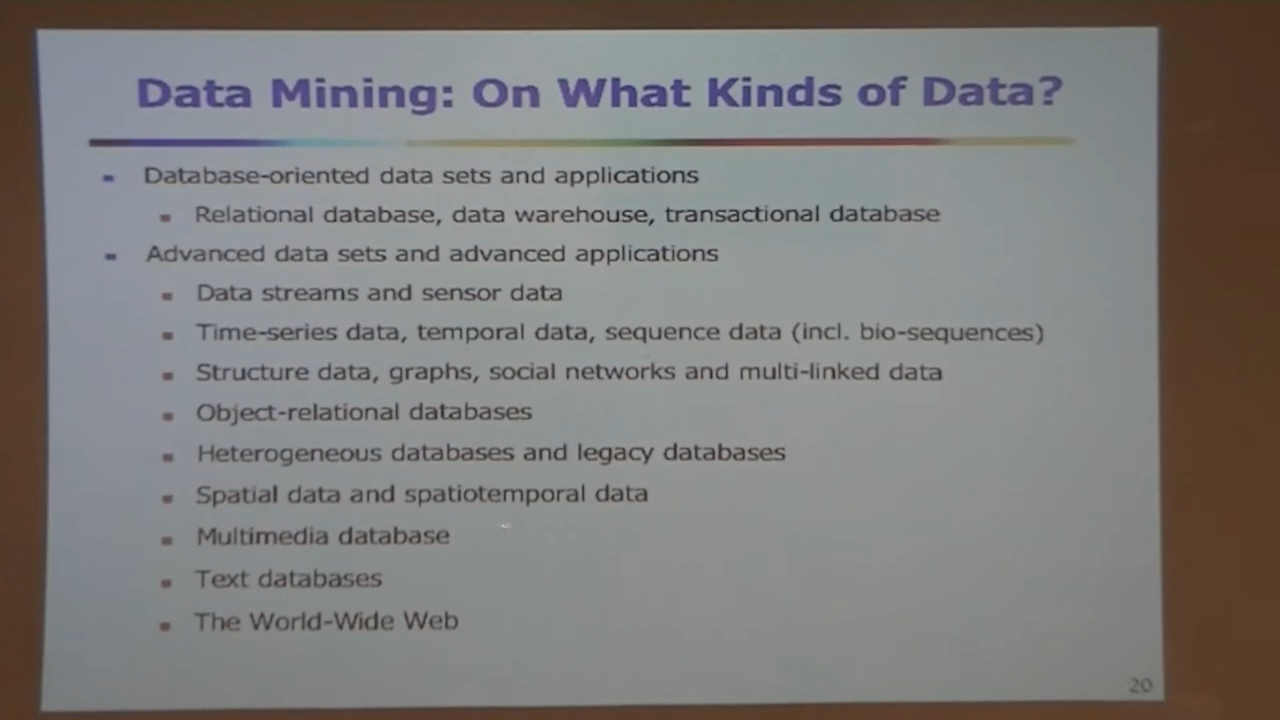 Data Mining: On What Kinds of Data?
Database-oriented data sets and applications
Relational database, data warehouse, transactional database
Advanced data sets and advanced applications
Data streams and sensor data
Time-series data, temporal data, sequence data (incl. bio-sequences)
Structure data, graphs, social networks and multi-linked data
Object-relational databases
Heterogeneous databases and legacy databases
Spatial data and spatiotemporal data
Multimedia database
Text databases
The World-Wide Web
20